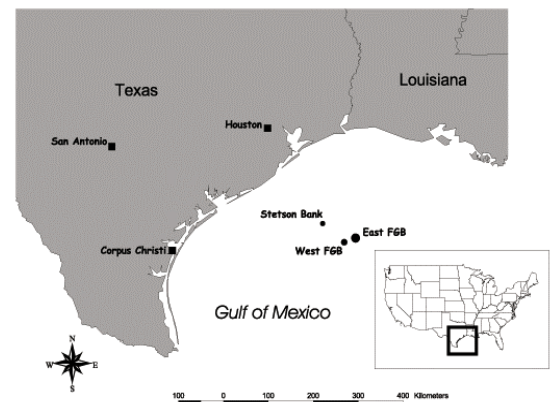 Texas
Louisiana
Houston
San Antonio
Stetson Bank
East FGB
West FGB
Corpus Christi
Gulf of Mexico
N
W E
S
100 0 100 200 300 400 Kilometers